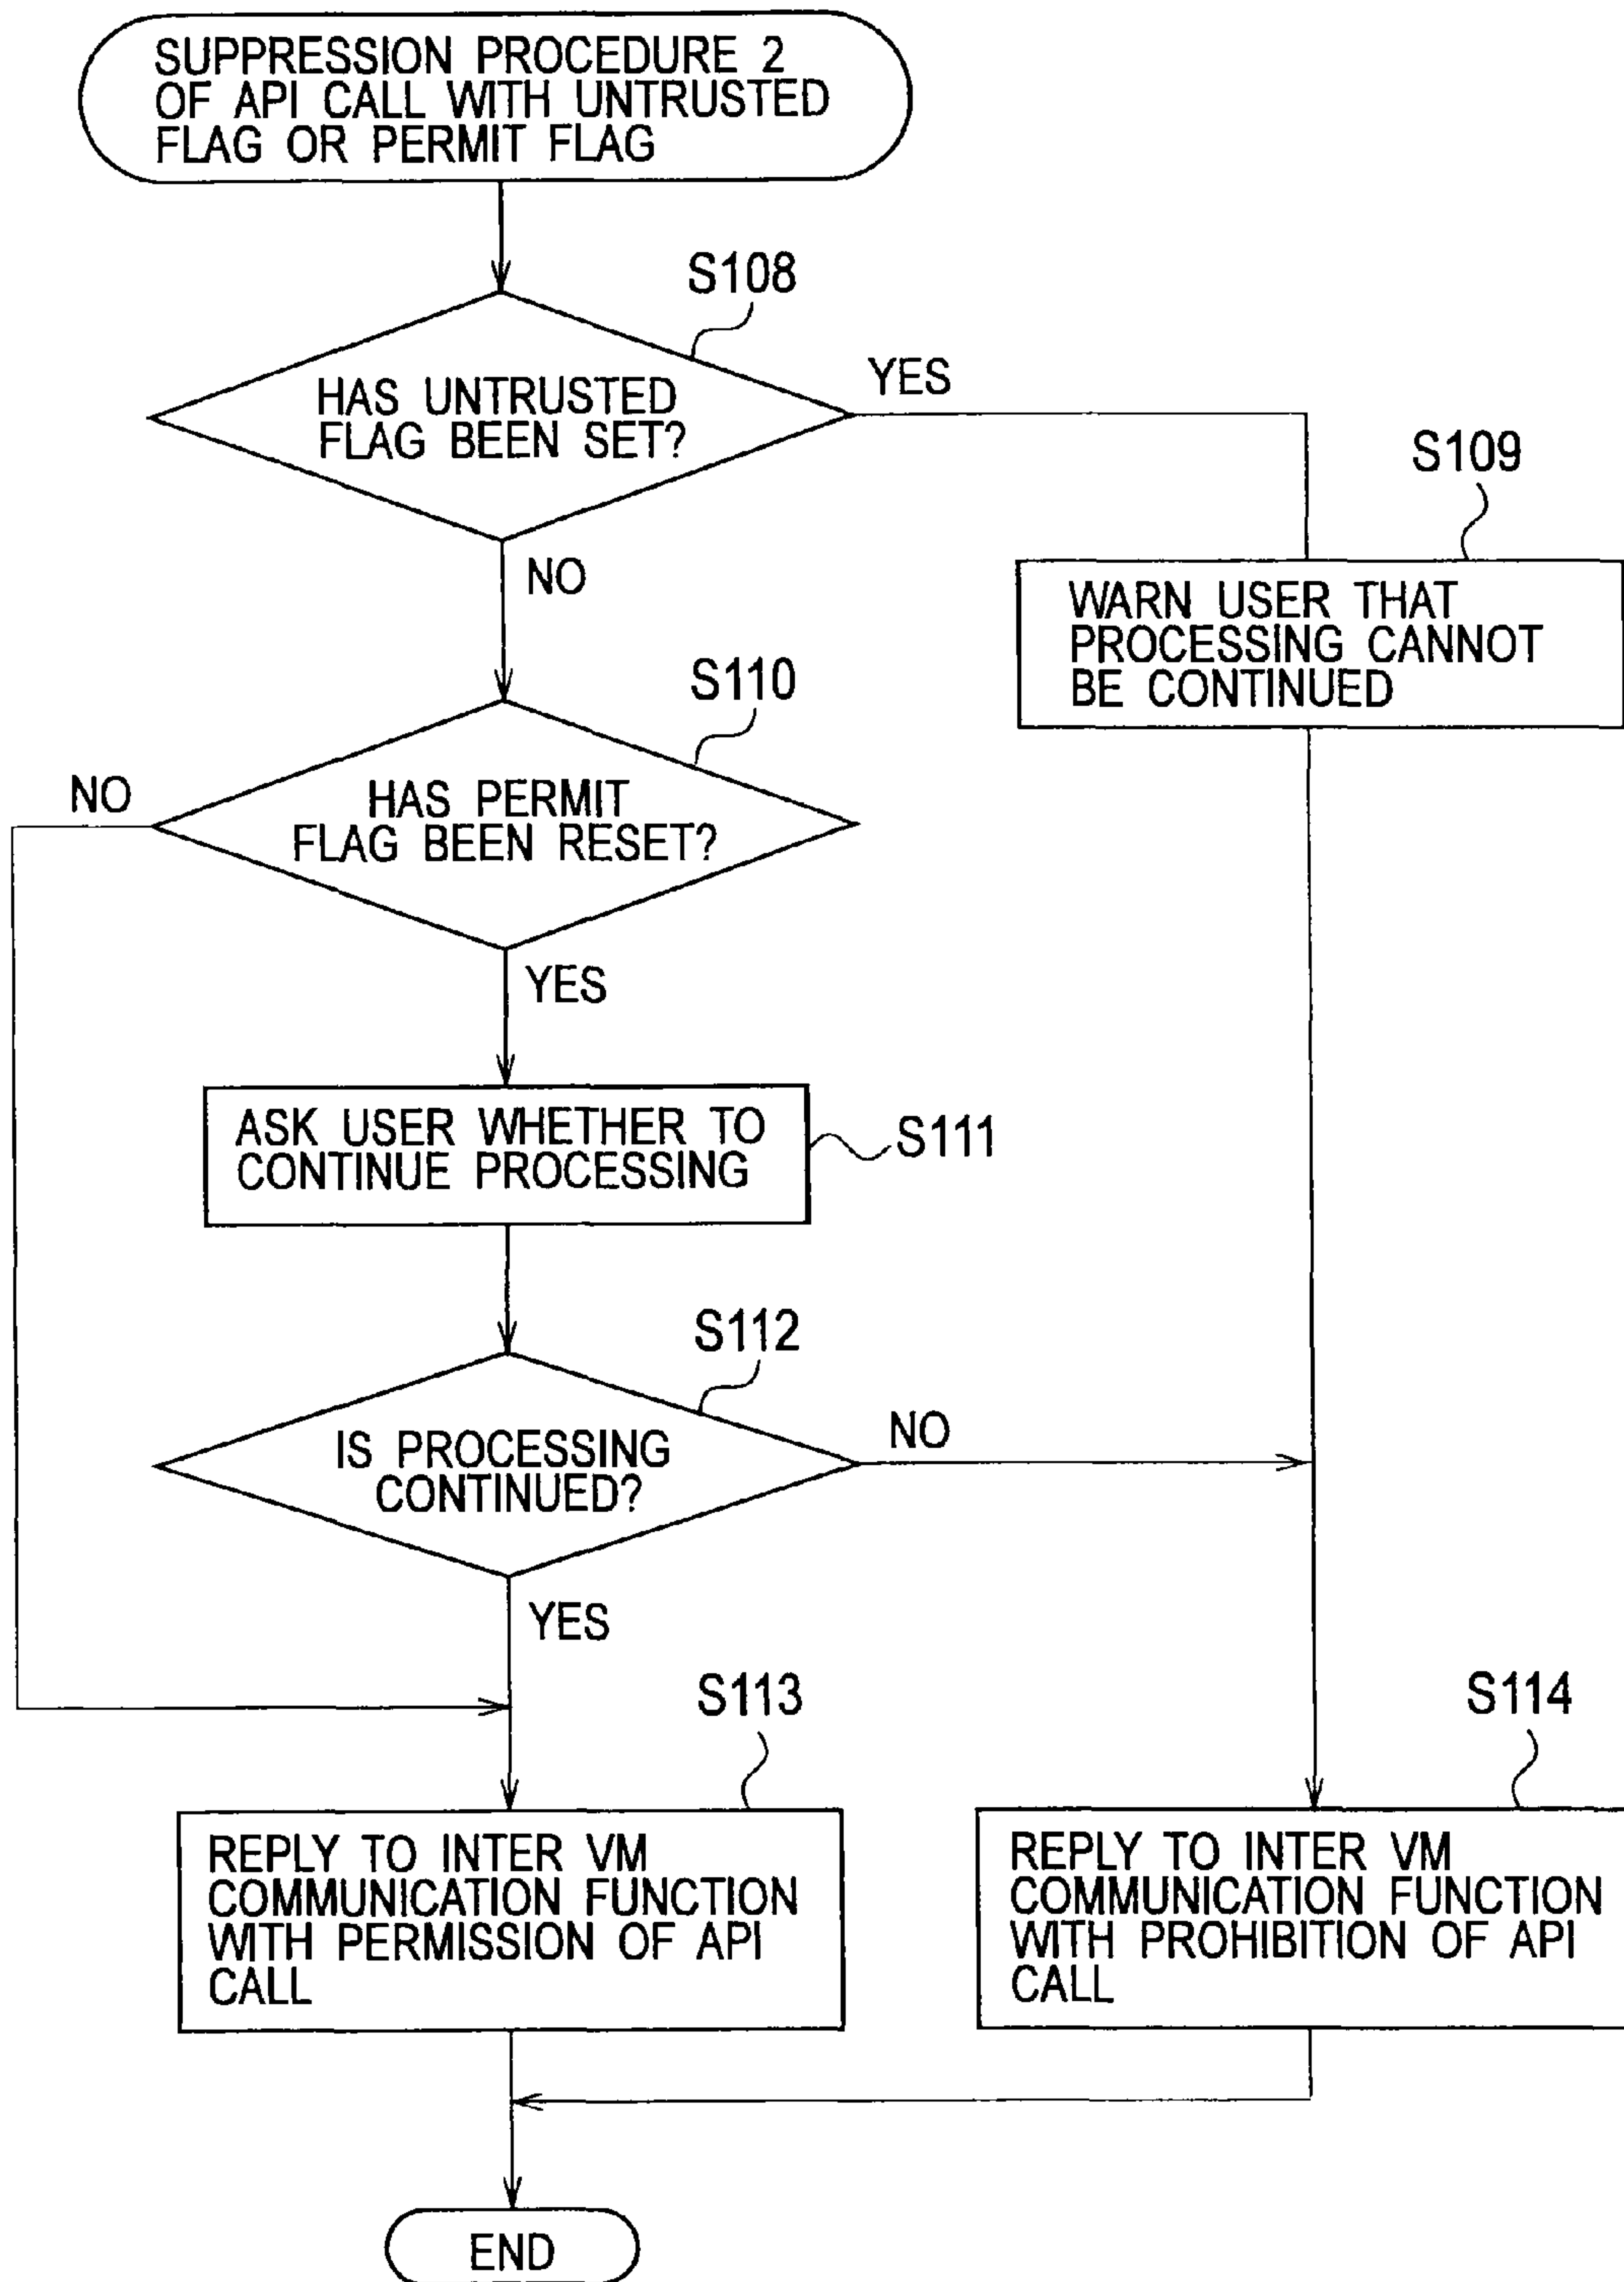 SUPPRESSION PROCEDURE 2
OF API CALL WITH UNTRUSTED
FLAG OR PERMIT FLAG
S108
HAS UNTRUSTED
FLAG BEEN SET?
YES
NO
S109
WARN USER THAT
PROCESSING CANNOT
BE CONTINUED
S110
HAS PERMIT
FLAG BEEN RESET?
NO
YES
ASK USER WHETHER TO
CONTINUE PROCESSING
S111
S112
IS PROCESSING
CONTINUED?
NO
YES
S113
REPLY TO INTER VM
COMMUNICATION FUNCTION
WITH PERMISSION OF API
CALL
S114
REPLY TO INTER VM
COMMUNICATION FUNCTION
WITH PROHIBITION OF API
CALL
END